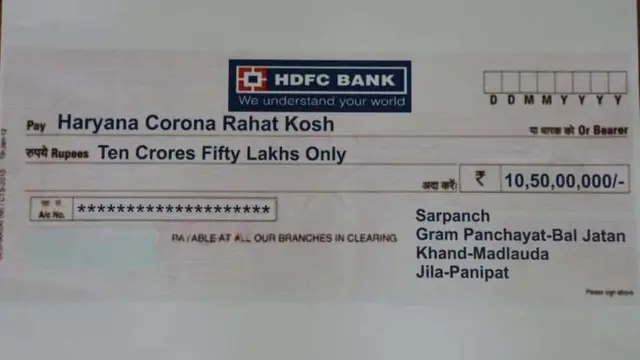 HDFC BANK
We understand your world
D D M M Y Y Y Y
Pay Haryana Corona Rahat Kosh
या धारक को Or Bearer
रुपये Rupees Ten Crores Fifty Lakhs Only
अदा करें ₹ 10,50,00,000/-
A/c No. ********************
PAYABLE AT ALL OUR BRANCHES IN CLEARING
Sarpanch
Gram Panchayat-Bal Jatan
Khand-Madlauda
Jila-Panipat
Please sign above